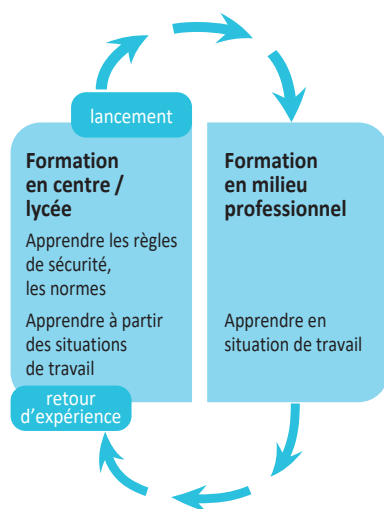 lancement
Formation
en centre /
lycée
Apprendre les règles
de sécurité,
les normes
Apprendre à partir
des situations
de travail
retour
d’expérience
Formation
en milieu
professionnel
Apprendre en
situation de travail